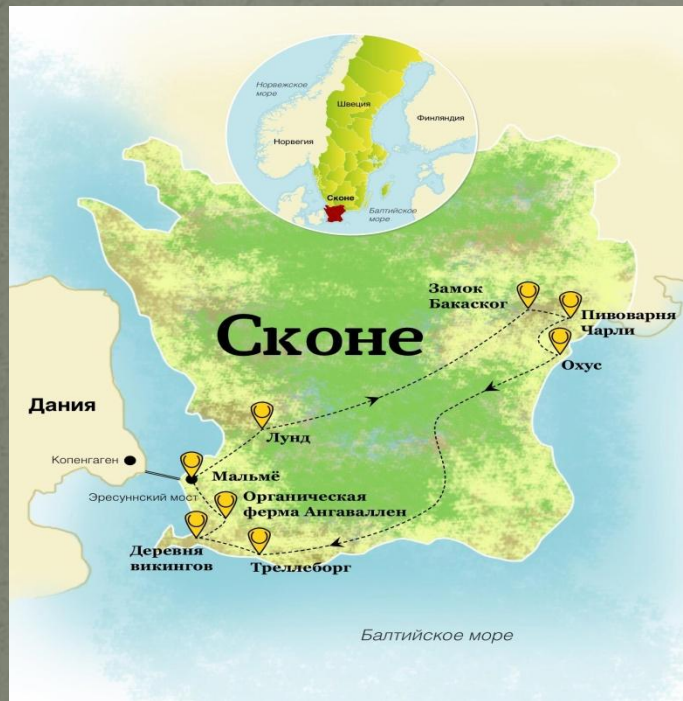 Норвежское
море
Швеция
Финляндия
Норвегия
Сконе
Балтийское
море
Замок
Бакаског
Пивоварня
Чарли
Сконе
Охус
Дания
Лунд
Копенгаген
Мальмё
Эресуннский мост
Органическая
ферма Ангаваллен
Деревня
викингов
Треллеборг
Балтийское море